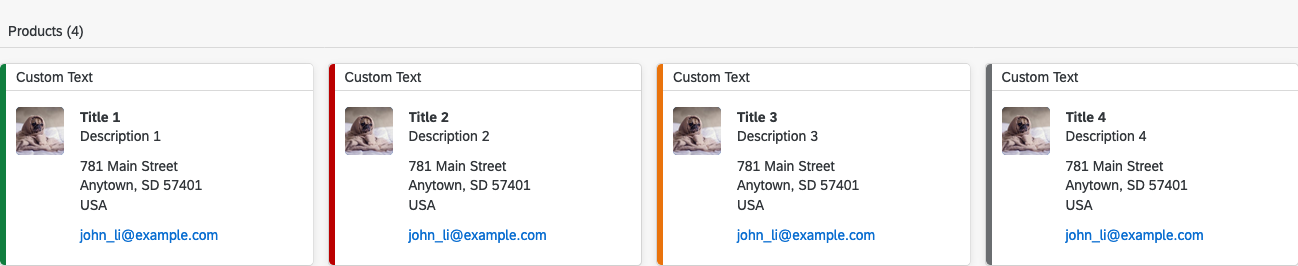 Products (4)
Custom Text
Title 1
Description 1
781 Main Street
Anytown, SD 57401
USA
john_li@example.com
Custom Text
Title 2
Description 2
781 Main Street
Anytown, SD 57401
USA
john_li@example.com
Custom Text
Title 3
Description 3
781 Main Street
Anytown, SD 57401
USA
john_li@example.com
Custom Text
Title 4
Description 4
781 Main Street
Anytown, SD 57401
USA
john_li@example.com